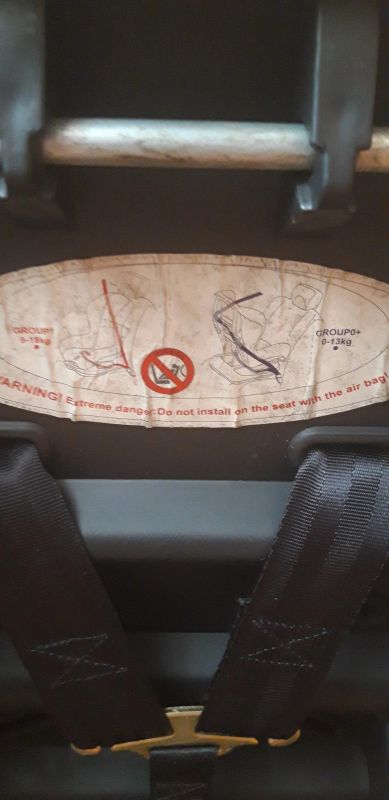 GROUP1
9-18kg
GROUP0+
0-13kg
WARNING! Extreme danger:Do not install on the seat with the air bag!